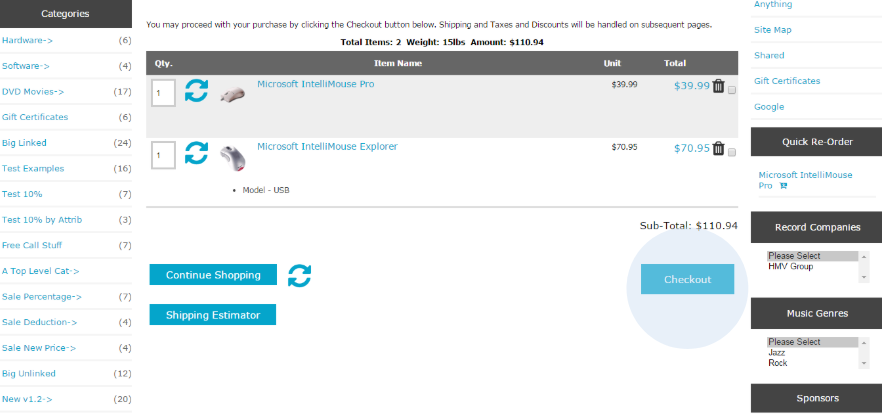 Categories
Hardware-> (6)
Software-> (4)
DVD Movies-> (17)
Gift Certificates (6)
Big Linked (24)
Test Examples (16)
Test 10% (7)
Test 10% by Attrib (3)
Free Call Stuff (7)
A Top Level Cat->
Sale Percentage-> (7)
Sale Deduction-> (4)
Sale New Price-> (4)
Big Unlinked (12)
New v1.2-> (20)
You may proceed with your purchase by clicking the Checkout button below. Shipping and Taxes and Discounts will be handled on subsequent pages.
Total Items: 2 Weight: 15lbs Amount: $110.94
Qty. Item Name Unit Total
1 Microsoft IntelliMouse Pro $39.99 $39.99
1 Microsoft IntelliMouse Explorer $70.95 $70.95
• Model - USB
Sub-Total: $110.94
Continue Shopping
Checkout
Shipping Estimator
Anything
Site Map
Shared
Gift Certificates
Google
Quick Re-Order
Microsoft IntelliMouse
Pro
Record Companies
Please Select
HMV Group
Music Genres
Please Select
Jazz
Rock
Sponsors